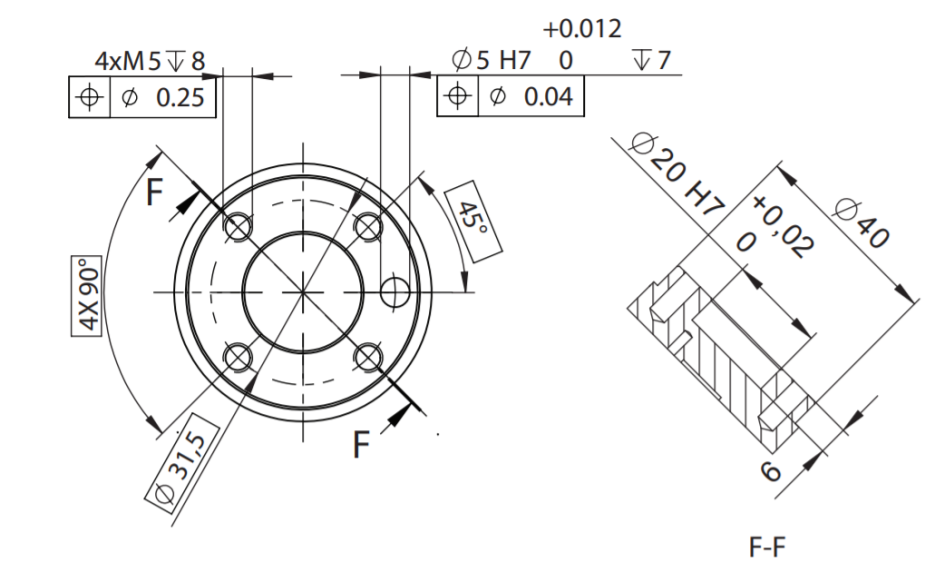 +0.012
4xM5↧8
⌀5 H7 0 ↧7
⌖ ⌀ 0.25
⌖ ⌀ 0.04
⌀20 H7
+0,02
0
⌀40
F
45°
4X90°
F
⌀ 31,5
6
F-F